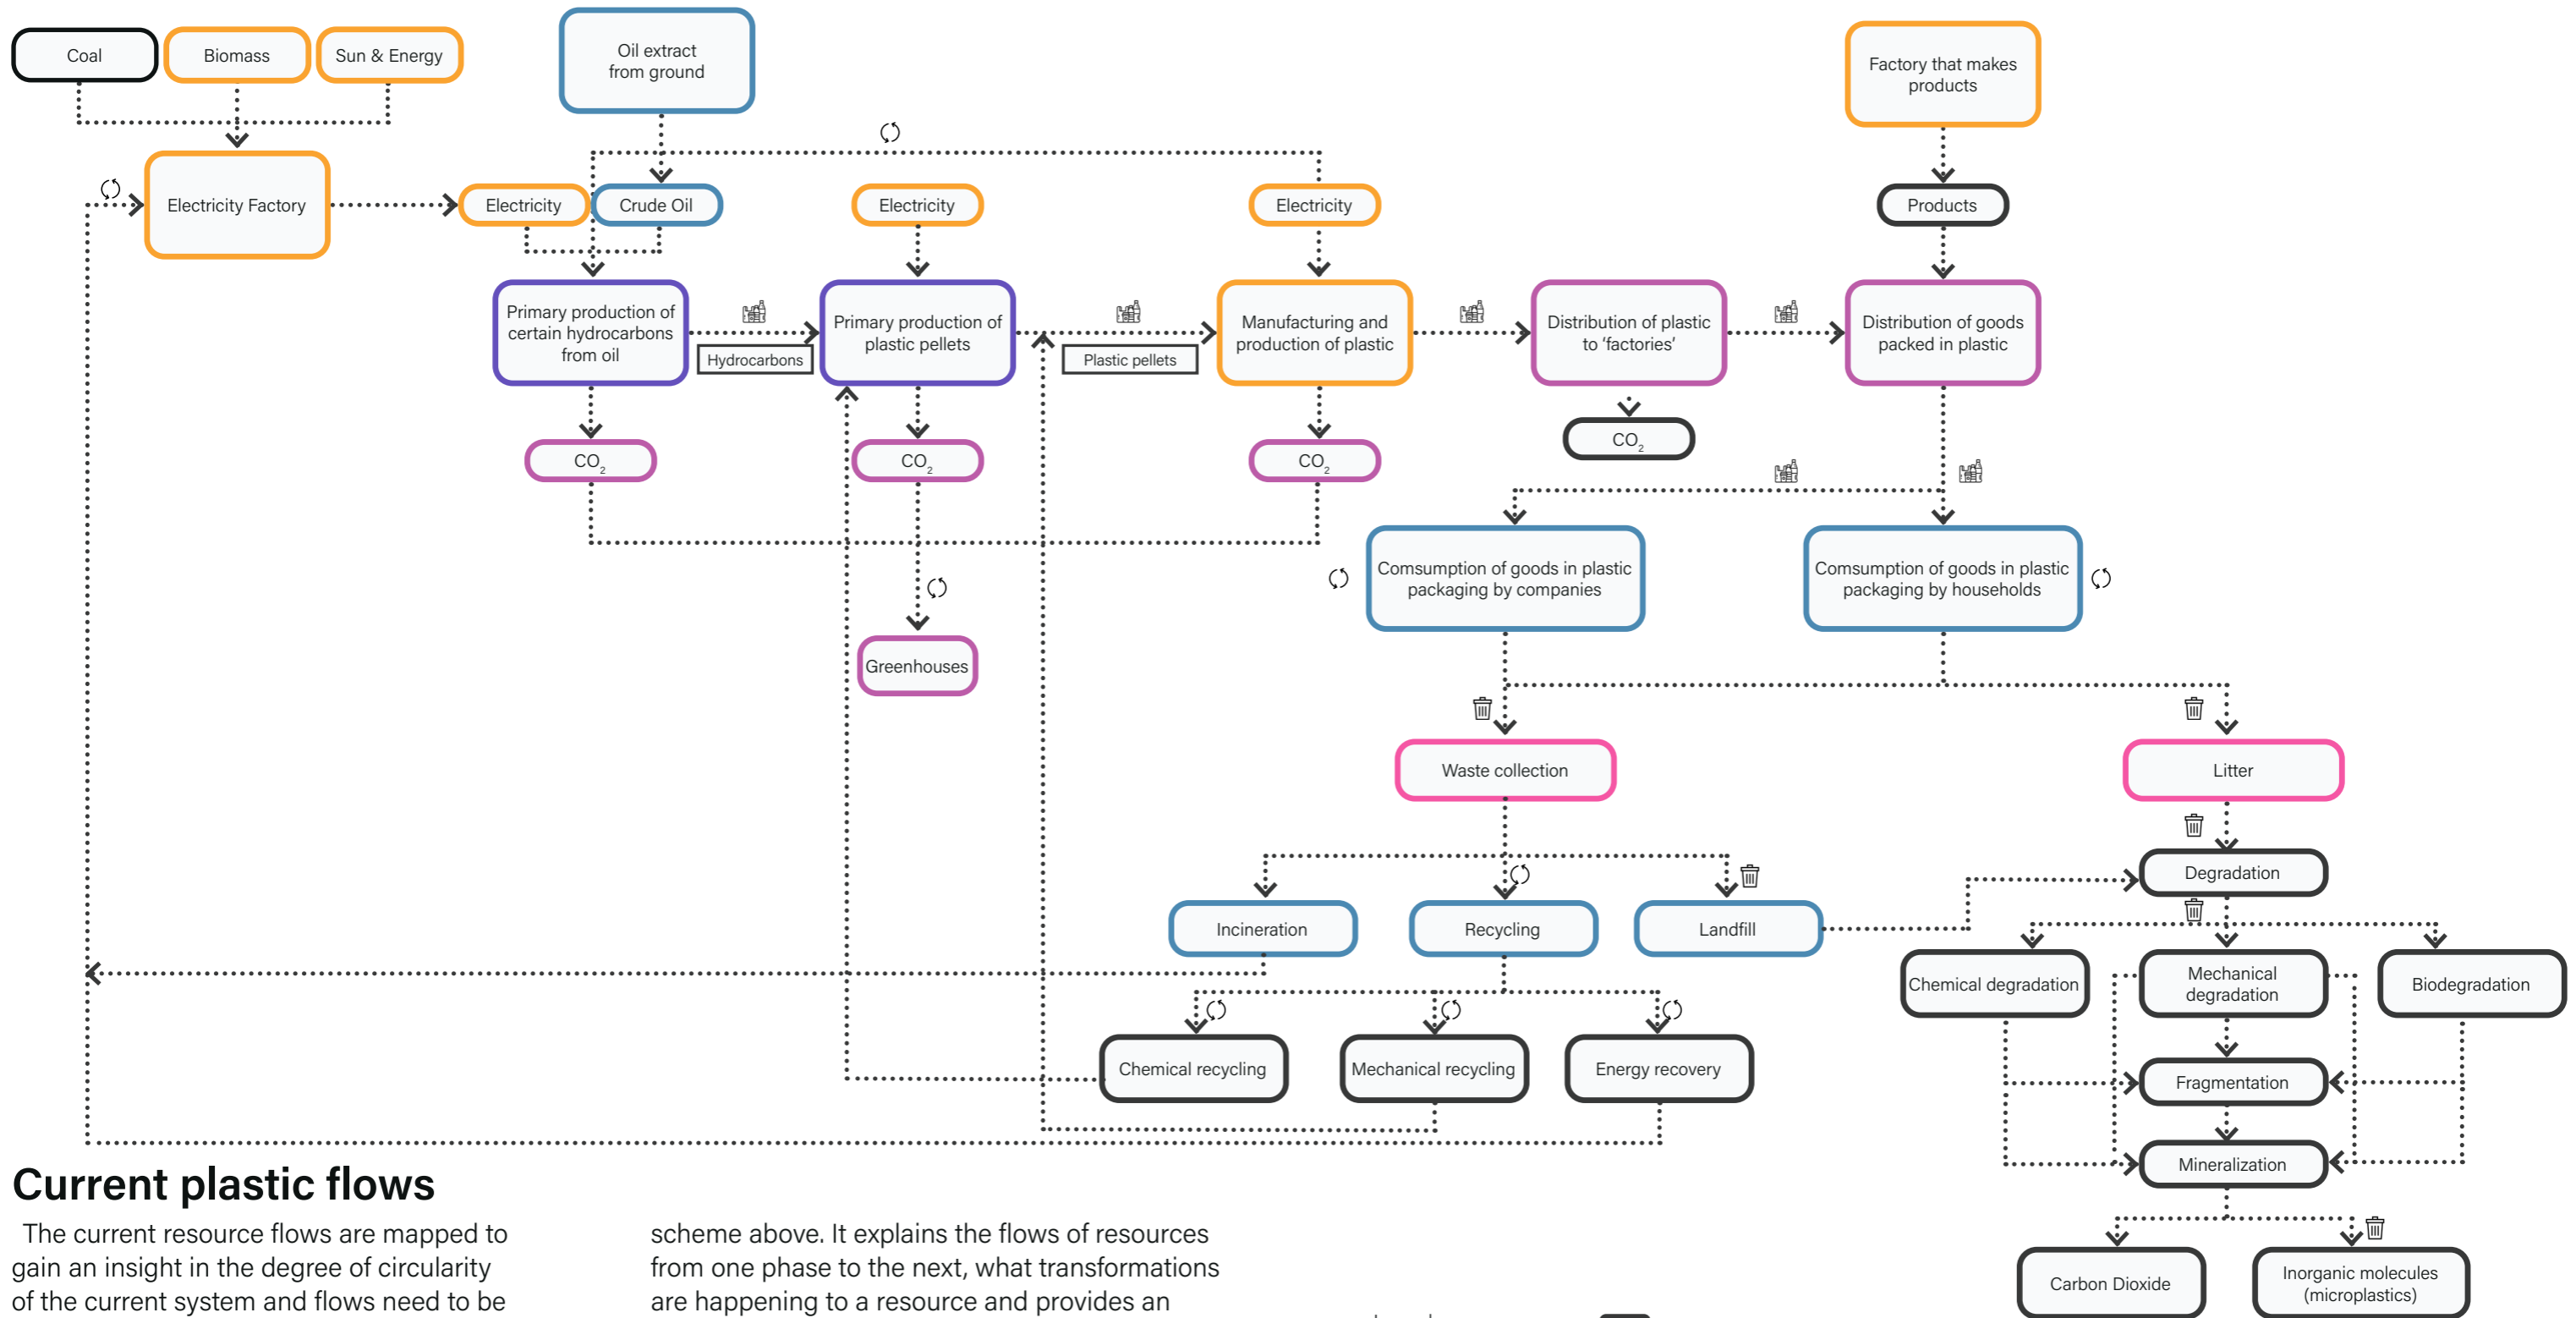 Coal
Biomass
Sun & Energy
Oil extract
from ground
Factory that makes
products
Electricity Factory
Electricity
Crude Oil
Electricity
Electricity
Products
Primary production of
certain hydrocarbons
from oil
Hydrocarbons
Primary production of
plastic pellets
Plastic pellets
Manufacturing and
production of plastic
Distribution of plastic
to ‘factories’
Distribution of goods
packed in plastic
CO₂
CO₂
CO₂
CO₂
Comsumption of goods in plastic
packaging by companies
Comsumption of goods in plastic
packaging by households
Greenhouses
Waste collection
Litter
Degradation
Incineration
Recycling
Landfill
Chemical degradation
Mechanical
degradation
Biodegradation
Chemical recycling
Mechanical recycling
Energy recovery
Fragmentation
Mineralization
Carbon Dioxide
Inorganic molecules
(microplastics)
Current plastic flows
The current resource flows are mapped to
gain an insight in the degree of circularity
of the current system and flows need to be
scheme above. It explains the flows of resources
from one phase to the next, what transformations
are happening to a resource and provides an